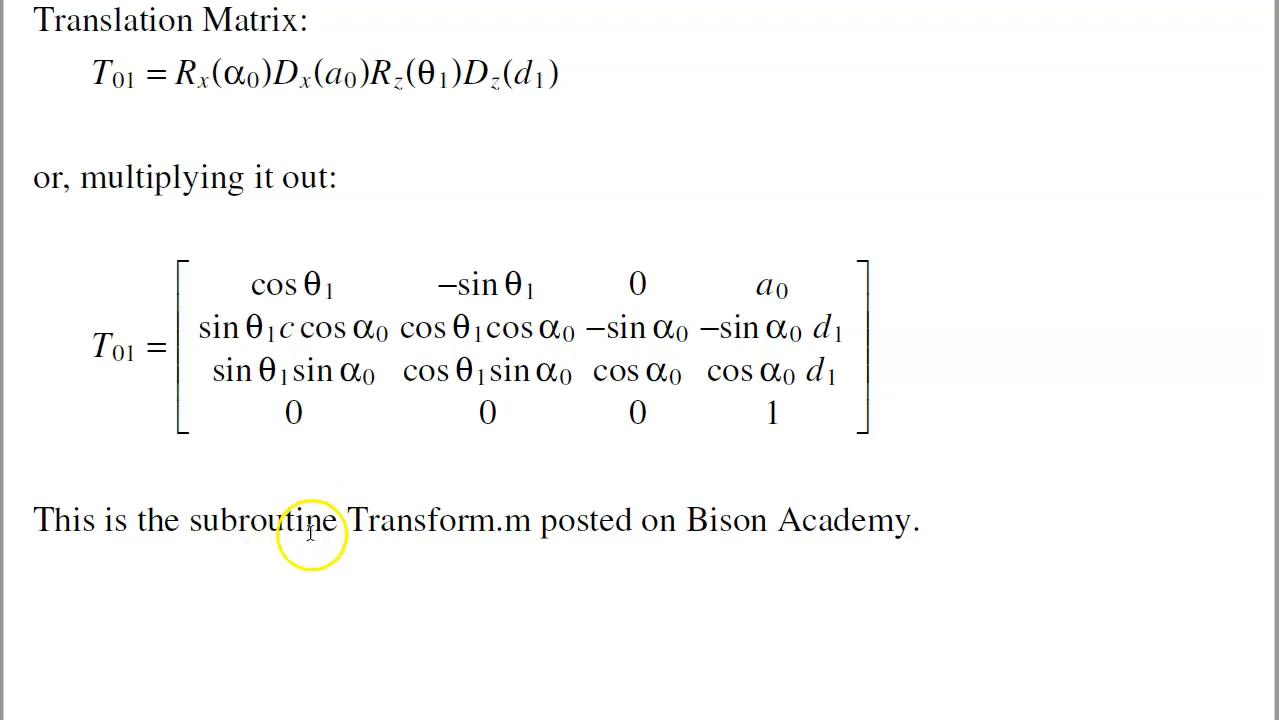 Translation Matrix:
T01 = Rx(α0)Dx(a0)Rz(θ1)Dz(d1)
or, multiplying it out:
cos θ1 −sin θ1 0 a0
sin θ1c cos α0 cos θ1cos α0 −sin α0 −sin α0 d1
T01 =
sin θ1sin α0 cos θ1sin α0 cos α0 cos α0 d1
0 0 0 1
This is the subroutine Transform.m posted on Bison Academy.